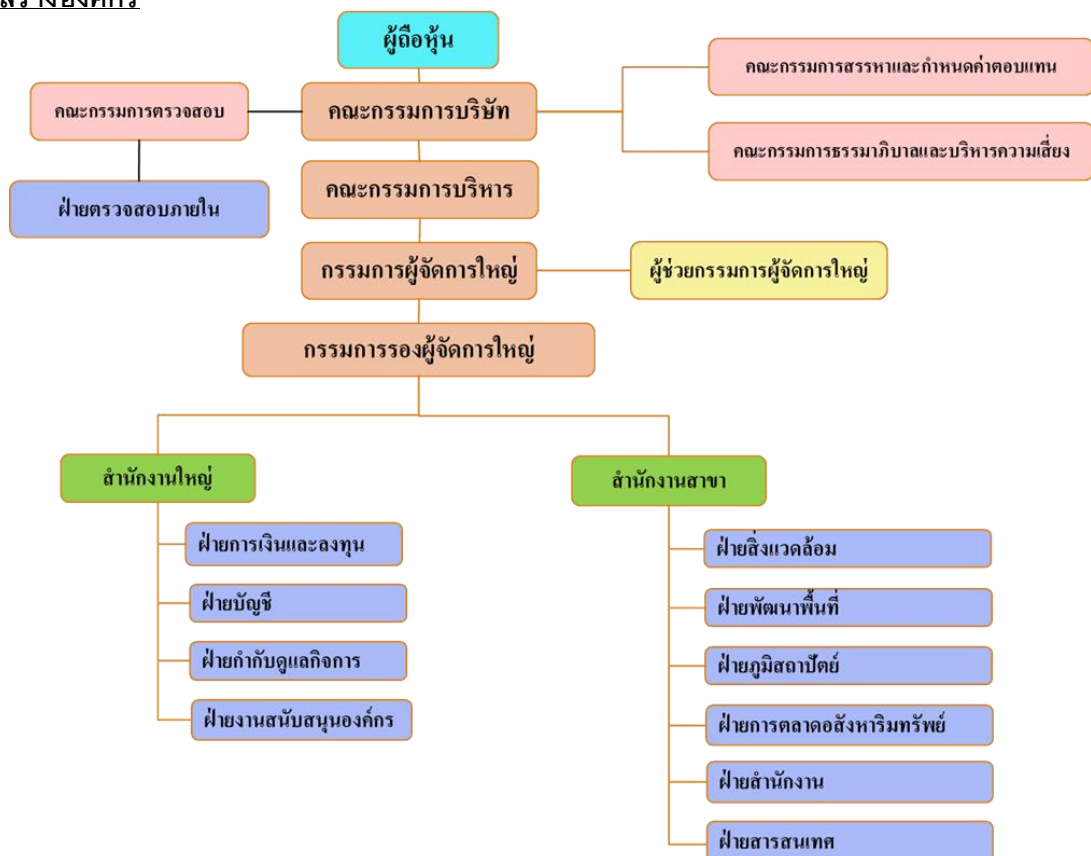 สร้างองค์กร
ผู้ถือหุ้น
คณะกรรมการสรรหาและกำหนดค่าตอบแทน
คณะกรรมการตรวจสอบ
คณะกรรมการบริษัท
คณะกรรมการธรรมาภิบาลและบริหารความเสี่ยง
ฝ่ายตรวจสอบภายใน
คณะกรรมการบริหาร
กรรมการผู้จัดการใหญ่
ผู้ช่วยกรรมการผู้จัดการใหญ่
กรรมการรองผู้จัดการใหญ่
สำนักงานใหญ่
ฝ่ายการเงินและลงทุน
ฝ่ายบัญชี
ฝ่ายกำกับดูแลกิจการ
ฝ่ายงานสนับสนุนองค์กร
สำนักงานสาขา
ฝ่ายสิ่งแวดล้อม
ฝ่ายพัฒนาพื้นที่
ฝ่ายภูมิสถาปัตย์
ฝ่ายการตลาดอสังหาริมทรัพย์
ฝ่ายสำนักงาน
ฝ่ายสารสนเทศ